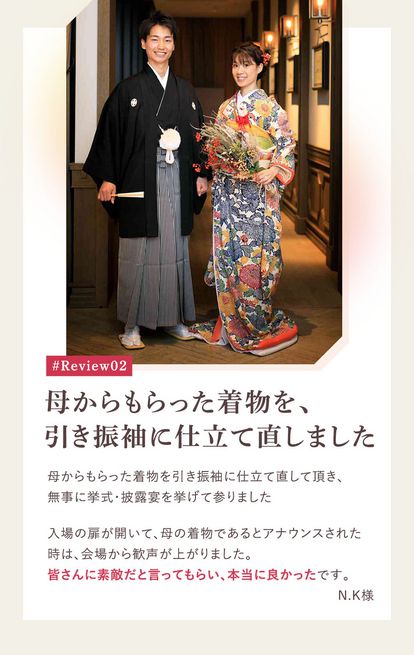 #Review02
母からもらった着物を、
引き振袖に仕立て直しました
母からもらった着物を引き振袖に仕立て直して頂き、
無事に挙式・披露宴を挙げて参りました
入場の扉が開いて、母の着物であるとアナウンスされた
時は、会場から歓声が上がりました。
皆さんに素敵だと言ってもらい、本当に良かったです。
N.K様